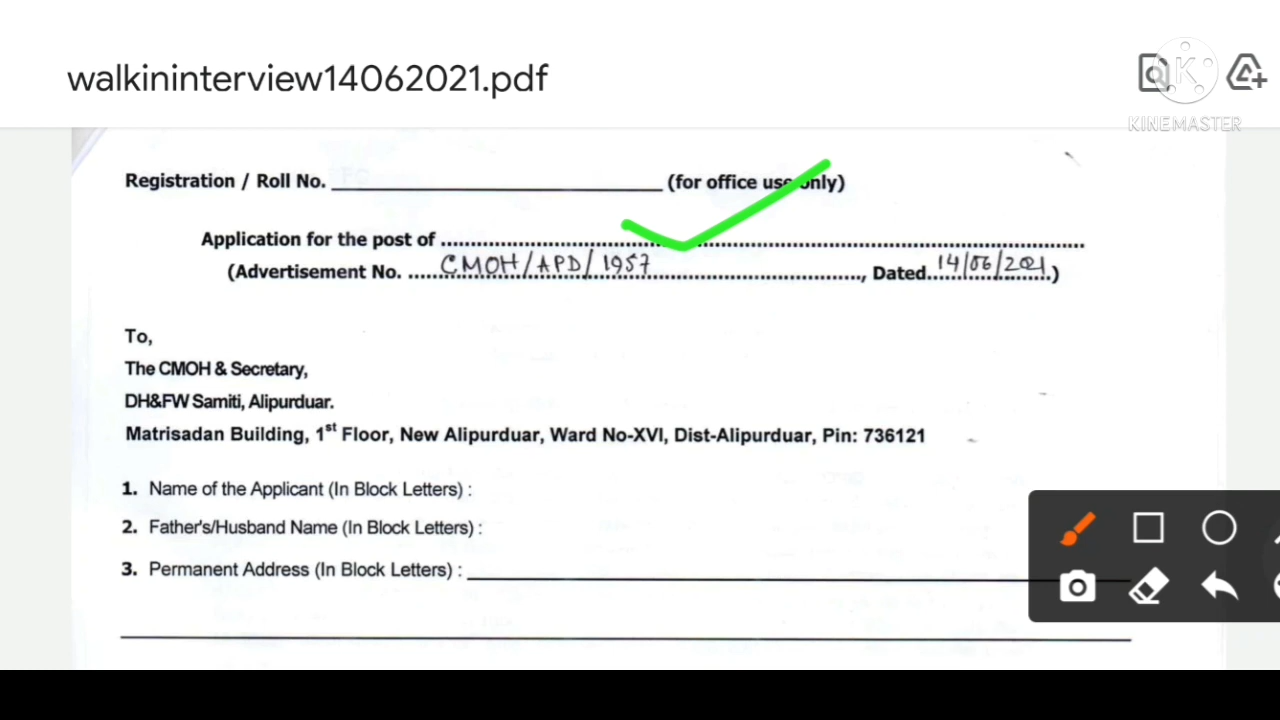 walkininterview14062021.pdf
KINEMASTER
Registration / Roll No. ____________________ (for office use only)
Application for the post of ................................................................
(Advertisement No. .....CMOH/APD/1957..............................., Dated..14/06/2021.)
To,
The CMOH & Secretary,
DH&FW Samiti, Alipurduar.
Matrisadan Building, 1st Floor, New Alipurduar, Ward No-XVI, Dist-Alipurduar, Pin: 736121
1. Name of the Applicant (In Block Letters) :
2. Father's/Husband Name (In Block Letters) :
3. Permanent Address (In Block Letters) : ____________________